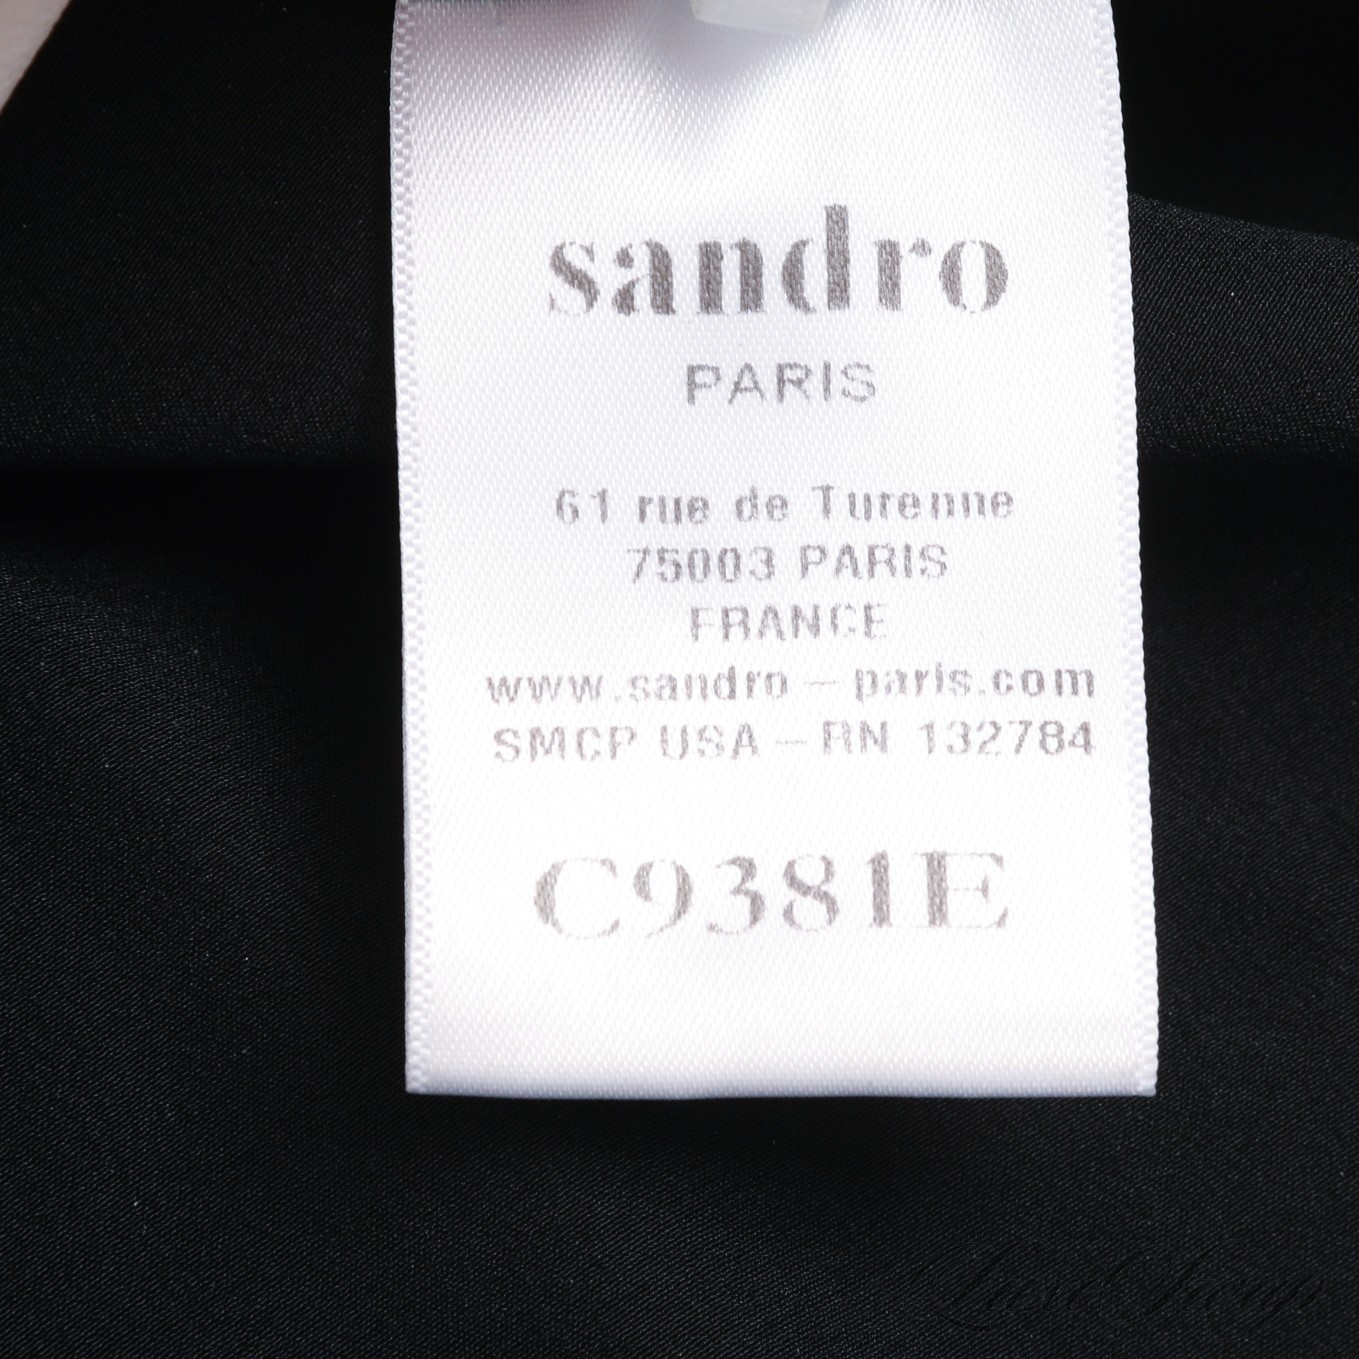 sandro
PARIS
61 rue de Turenne
75003 PARIS
FRANCE
www.sandro-paris.com
SMCP USA - RN 132784
C9381E